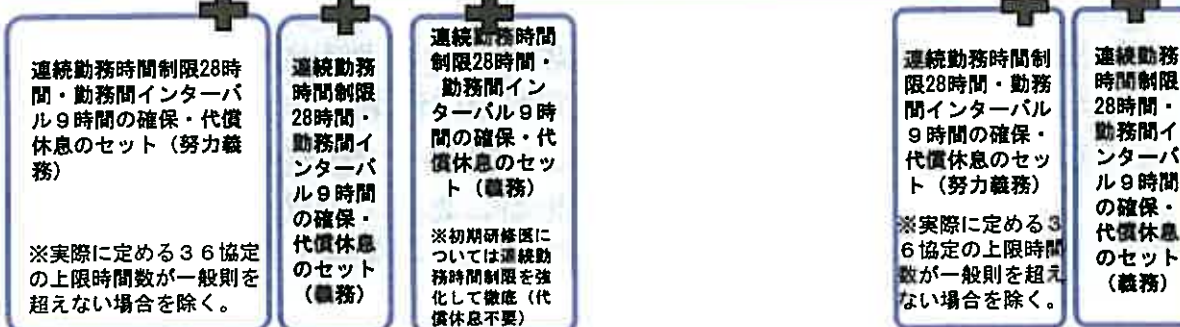 連続勤務時間制限28時
間・勤務間インターバ
ル９時間の確保・代償
休息のセット（努力義
務）
※実際に定める３６協定
の上限時間数が一般則を
超えない場合を除く。
連続勤務
時間制限
28時間・
勤務間イ
ンターバ
ル９時間
の確保・
代償休息
のセット
（義務）
連続勤務時間
制限28時間・
勤務間イン
ターバル９時
間の確保・代
償休息のセッ
ト（義務）
※初期研修医に
ついては連続勤
務時間制限を強
化して徹底（代
償休息不要）
連続勤務時間制
限28時間・勤務
間インターバル
９時間の確保・
代償休息のセッ
ト（努力義務）
※実際に定める３
６協定の上限時間
数が一般則を超え
ない場合を除く。
連続勤務
時間制限
28時間・
勤務間イ
ンターバ
ル９時間
の確保・
代償休息
のセット
（義務）